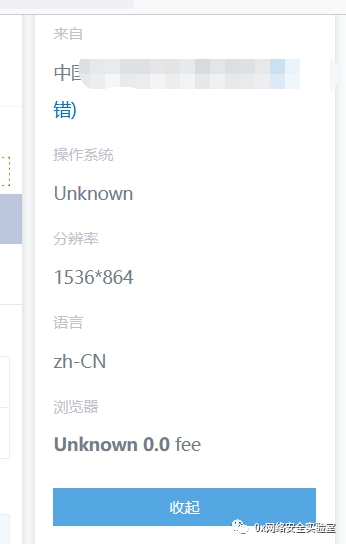 来自
中国
错)
操作系统
Unknown
分辨率
1536*864
语言
zh-CN
浏览器
Unknown 0.0 fee
收起
0x网络安全实验室